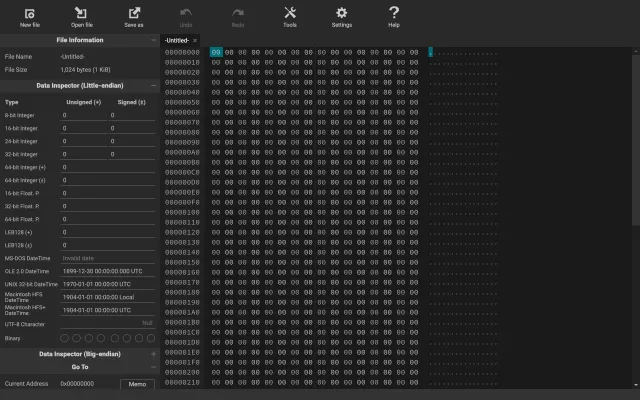 New file Open file Save as Undo Redo Tools Settings Help
File Information
File Name -Untitled-
File Size 1,024 bytes (1 KiB)
Data Inspector (Little-endian)
Type Unsigned (+) Signed (±)
8-bit Integer 0 0
16-bit Integer 0 0
24-bit Integer 0 0
32-bit Integer 0 0
64-bit Integer (+) 0
64-bit Integer (±) 0
16-bit Float. P. 0
32-bit Float. P. 0
64-bit Float. P. 0
LEB128 (+) 0
LEB128 (±) 0
MS-DOS DateTime Invalid date
OLE 2.0 DateTime 1899-12-30 00:00:00.000 UTC
UNIX 32-bit DateTime 1970-01-01 00:00:00 UTC
Macintosh HFS DateTime 1904-01-01 00:00:00 Local
Macintosh HFS+ DateTime 1904-01-01 00:00:00 UTC
UTF-8 Character Null
Binary
Data Inspector (Big-endian)
Go To
Current Address 0x00000000 Memo
-Untitled- ×
00000000 00 00 00 00 00 00 00 00 00 00 00 00 00 00 00 00 ................
00000010 00 00 00 00 00 00 00 00 00 00 00 00 00 00 00 00 ................
00000020 00 00 00 00 00 00 00 00 00 00 00 00 00 00 00 00 ................
00000030 00 00 00 00 00 00 00 00 00 00 00 00 00 00 00 00 ................
00000040 00 00 00 00 00 00 00 00 00 00 00 00 00 00 00 00 ................
00000050 00 00 00 00 00 00 00 00 00 00 00 00 00 00 00 00 ................
00000060 00 00 00 00 00 00 00 00 00 00 00 00 00 00 00 00 ................
00000070 00 00 00 00 00 00 00 00 00 00 00 00 00 00 00 00 ................
00000080 00 00 00 00 00 00 00 00 00 00 00 00 00 00 00 00 ................
00000090 00 00 00 00 00 00 00 00 00 00 00 00 00 00 00 00 ................
000000A0 00 00 00 00 00 00 00 00 00 00 00 00 00 00 00 00 ................
000000B0 00 00 00 00 00 00 00 00 00 00 00 00 00 00 00 00 ................
000000C0 00 00 00 00 00 00 00 00 00 00 00 00 00 00 00 00 ................
000000D0 00 00 00 00 00 00 00 00 00 00 00 00 00 00 00 00 ................
000000E0 00 00 00 00 00 00 00 00 00 00 00 00 00 00 00 00 ................
000000F0 00 00 00 00 00 00 00 00 00 00 00 00 00 00 00 00 ................
00000100 00 00 00 00 00 00 00 00 00 00 00 00 00 00 00 00 ................
00000110 00 00 00 00 00 00 00 00 00 00 00 00 00 00 00 00 ................
00000120 00 00 00 00 00 00 00 00 00 00 00 00 00 00 00 00 ................
00000130 00 00 00 00 00 00 00 00 00 00 00 00 00 00 00 00 ................
00000140 00 00 00 00 00 00 00 00 00 00 00 00 00 00 00 00 ................
00000150 00 00 00 00 00 00 00 00 00 00 00 00 00 00 00 00 ................
00000160 00 00 00 00 00 00 00 00 00 00 00 00 00 00 00 00 ................
00000170 00 00 00 00 00 00 00 00 00 00 00 00 00 00 00 00 ................
00000180 00 00 00 00 00 00 00 00 00 00 00 00 00 00 00 00 ................
00000190 00 00 00 00 00 00 00 00 00 00 00 00 00 00 00 00 ................
000001A0 00 00 00 00 00 00 00 00 00 00 00 00 00 00 00 00 ................
000001B0 00 00 00 00 00 00 00 00 00 00 00 00 00 00 00 00 ................
000001C0 00 00 00 00 00 00 00 00 00 00 00 00 00 00 00 00 ................
000001D0 00 00 00 00 00 00 00 00 00 00 00 00 00 00 00 00 ................
000001E0 00 00 00 00 00 00 00 00 00 00 00 00 00 00 00 00 ................
000001F0 00 00 00 00 00 00 00 00 00 00 00 00 00 00 00 00 ................
00000200 00 00 00 00 00 00 00 00 00 00 00 00 00 00 00 00 ................
00000210 00 00 00 00 00 00 00 00 00 00 00 00 00 00 00 00 ................